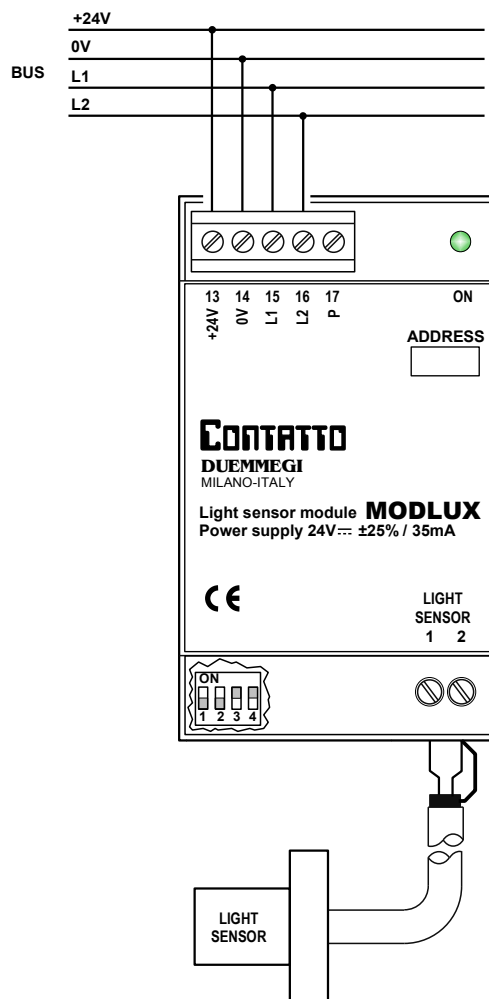 +24V
0V
BUS
L1
L2
13 14 15 16 17
+24V 0V L1 L2 P
ON
ADDRESS
CONTATTO
DUEMMEGI
MILANO-ITALY
Light sensor module MODLUX
Power supply 24V⎓ ±25% / 35mA
CE
LIGHT
SENSOR
1 2
ON
1 2 3 4
LIGHT
SENSOR